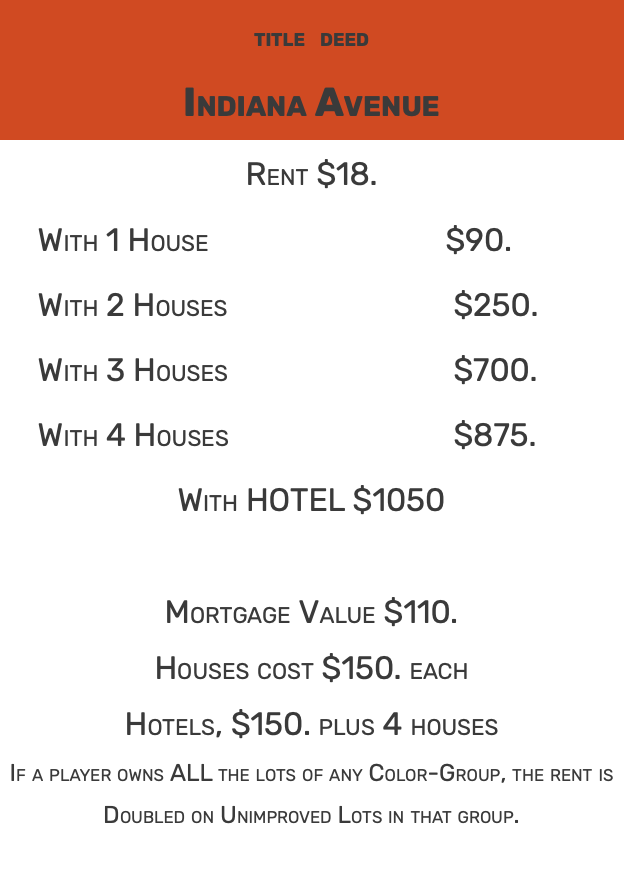 TITLE DEED
INDIANA AVENUE
RENT $18.
WITH 1 HOUSE $90.
WITH 2 HOUSES $250.
WITH 3 HOUSES $700.
WITH 4 HOUSES $875.
WITH HOTEL $1050
MORTGAGE VALUE $110.
HOUSES COST $150. EACH
HOTELS, $150. PLUS 4 HOUSES
IF A PLAYER OWNS ALL THE LOTS OF ANY COLOR-GROUP, THE RENT IS
DOUBLED ON UNIMPROVED LOTS IN THAT GROUP.